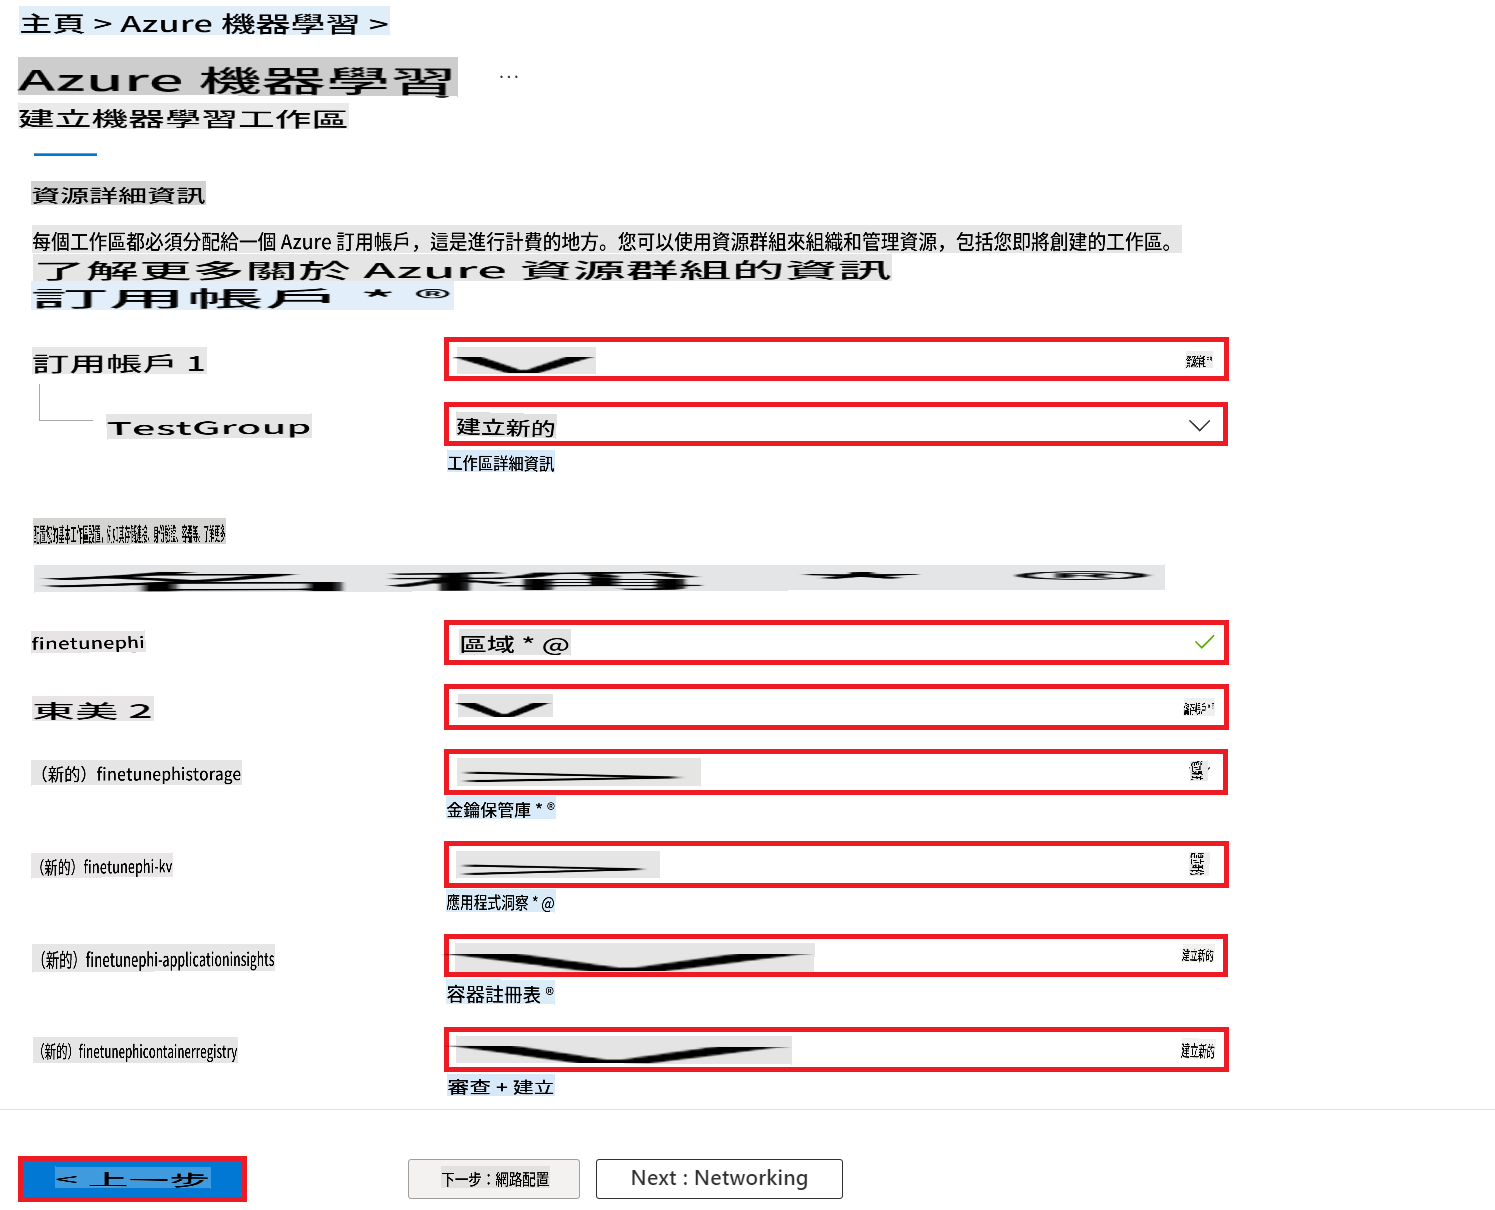 主頁 > Azure 機器學習 >
Azure 機器學習 ...
建立機器學習工作區
資源詳細資訊
每個工作區都必須分配給一個 Azure 訂用帳戶，這是進行計費的地方。您可以使用資源群組來組織和管理資源，包括您即將創建的工作區。
了解更多關於 Azure 資源群組的資訊
訂用帳戶 * ®
訂用帳戶 1
TestGroup 建立新的
工作區詳細資訊
名稱 * ®
finetunephi 區域 * @
東美 2
（新的）finetunephistorage
金鑰保管庫 * ®
（新的）finetunephi-kv
應用程式洞察 * @
（新的）finetunephi-applicationinsights 建立新的
容器註冊表 ®
（新的）finetunephicontainerregistry 建立新的
審查 + 建立
< 上一步 下一步：網路配置 Next : Networking